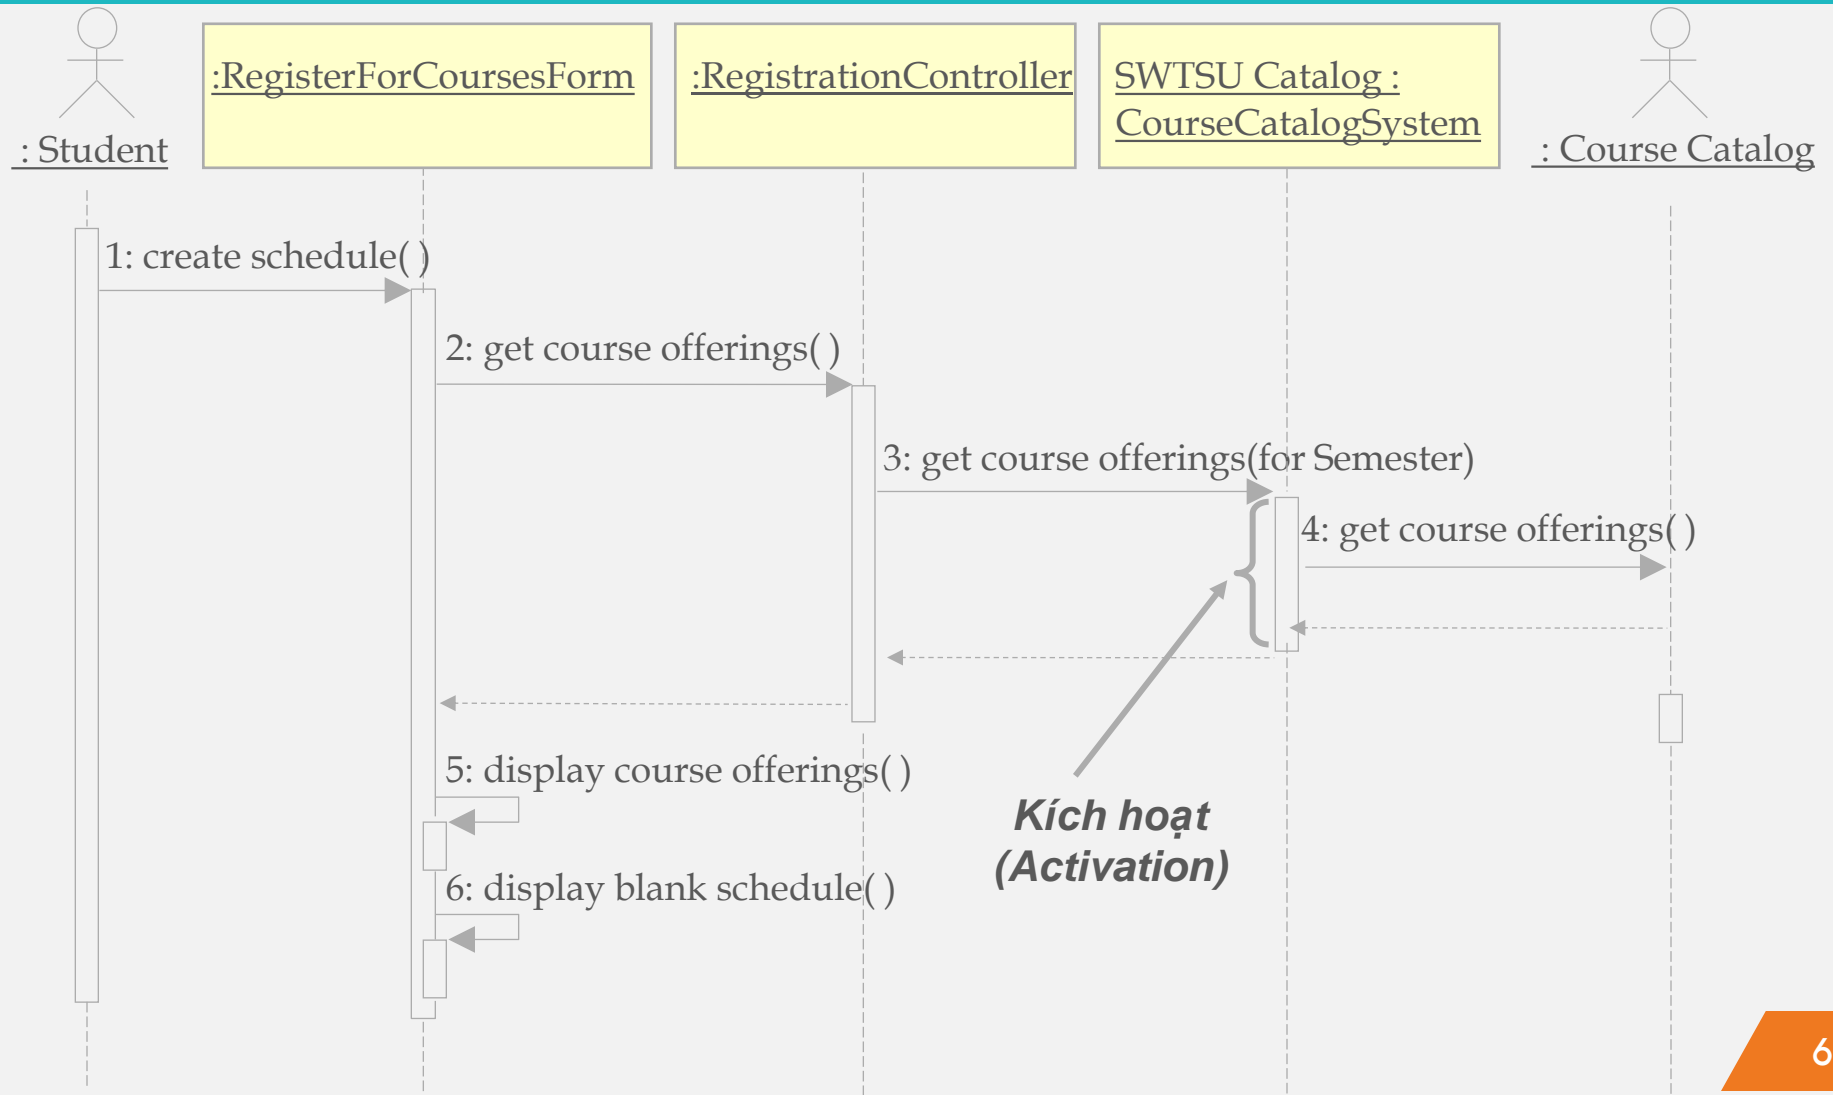 : Student
:RegisterForCoursesForm
:RegistrationController
SWTSU Catalog :
CourseCatalogSystem
: Course Catalog
1: create schedule( )
2: get course offerings( )
3: get course offerings(for Semester)
4: get course offerings( )
5: display course offerings( )
6: display blank schedule( )
Kích hoạt
(Activation)
6